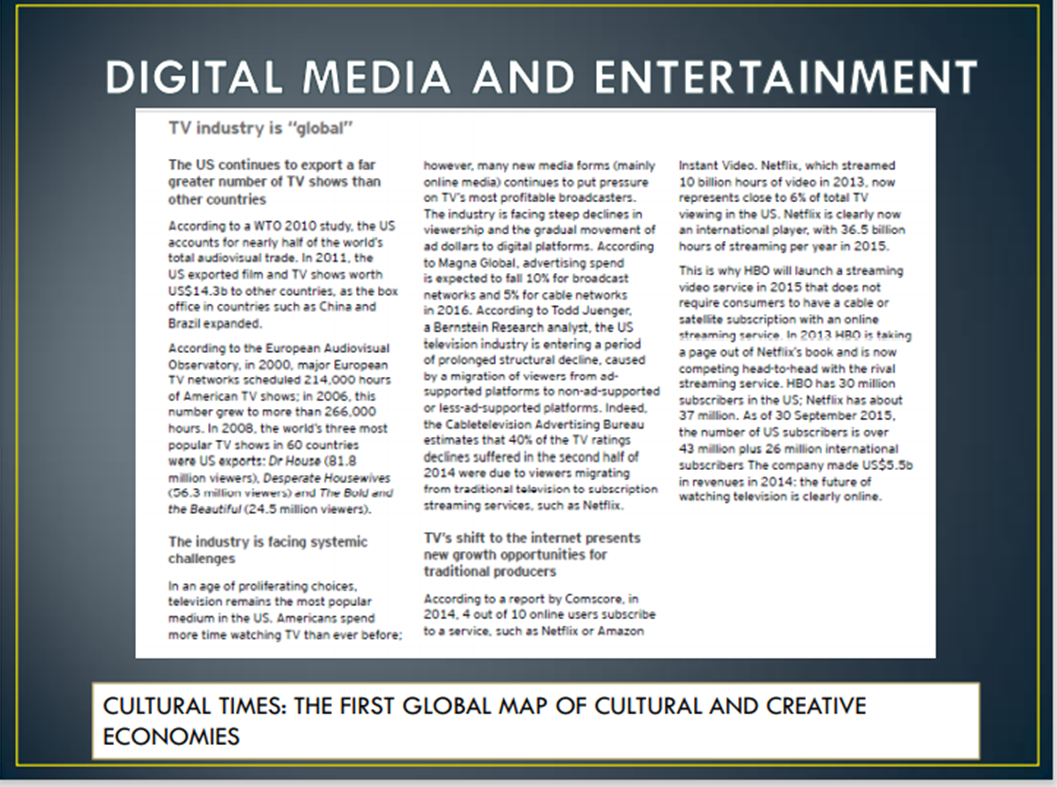 DIGITAL MEDIA AND ENTERTAINMENT
TV industry is “global”
The US continues to export a far
greater number of TV shows than
other countries
According to a WTO 2010 study, the US
accounts for nearly half of the world’s
total audiovisual trade. In 2011, the
US exported film and TV shows worth
US$14.3b to other countries, as the box
office in countries such as China and
Brazil expanded.
According to the European Audiovisual
Observatory, in 2000, major European
TV networks scheduled 214,000 hours
of American TV shows; in 2006, this
number grew to more than 266,000
hours. In 2008, the world’s three most
popular TV shows in 60 countries
were US exports: Dr House (81.8
million viewers), Desperate Housewives
(56.3 million viewers) and The Bold and
the Beautiful (24.5 million viewers).
The industry is facing systemic
challenges
In an age of proliferating choices,
television remains the most popular
medium in the US. Americans spend
more time watching TV than ever before;
however, many new media forms (mainly
online media) continues to put pressure
on TV’s most profitable broadcasters.
The industry is facing steep declines in
viewership and the gradual movement of
ad dollars to digital platforms. According
to Magna Global, advertising spend
is expected to fall 10% for broadcast
networks and 5% for cable networks
in 2016. According to Todd Juenger,
a Bernstein Research analyst, the US
television industry is entering a period
of prolonged structural decline, caused
by a migration of viewers from ad-
supported platforms to non-ad-supported
or less-ad-supported platforms. Indeed,
the Cabletelevision Advertising Bureau
estimates that 40% of the TV ratings
declines suffered in the second half of
2014 were due to viewers migrating
from traditional television to subscription
streaming services, such as Netflix.
TV’s shift to the internet presents
new growth opportunities for
traditional producers
According to a report by Comscore, in
2014, 4 out of 10 online users subscribe
to a service, such as Netflix or Amazon
Instant Video. Netflix, which streamed
10 billion hours of video in 2013, now
represents close to 6% of total TV
viewing in the US. Netflix is clearly now
an international player, with 36.5 billion
hours of streaming per year in 2015.
This is why HBO will launch a streaming
video service in 2015 that does not
require consumers to have a cable or
satellite subscription with an online
streaming service. In 2013 HBO is taking
a page out of Netflix’s book and is now
competing head-to-head with the rival
streaming service. HBO has 30 million
subscribers in the US; Netflix has about
37 million. As of 30 September 2015,
the number of US subscribers is over
43 million plus 26 million international
subscribers The company made US$5.5b
in revenues in 2014: the future of
watching television is clearly online.
CULTURAL TIMES: THE FIRST GLOBAL MAP OF CULTURAL AND CREATIVE
ECONOMIES